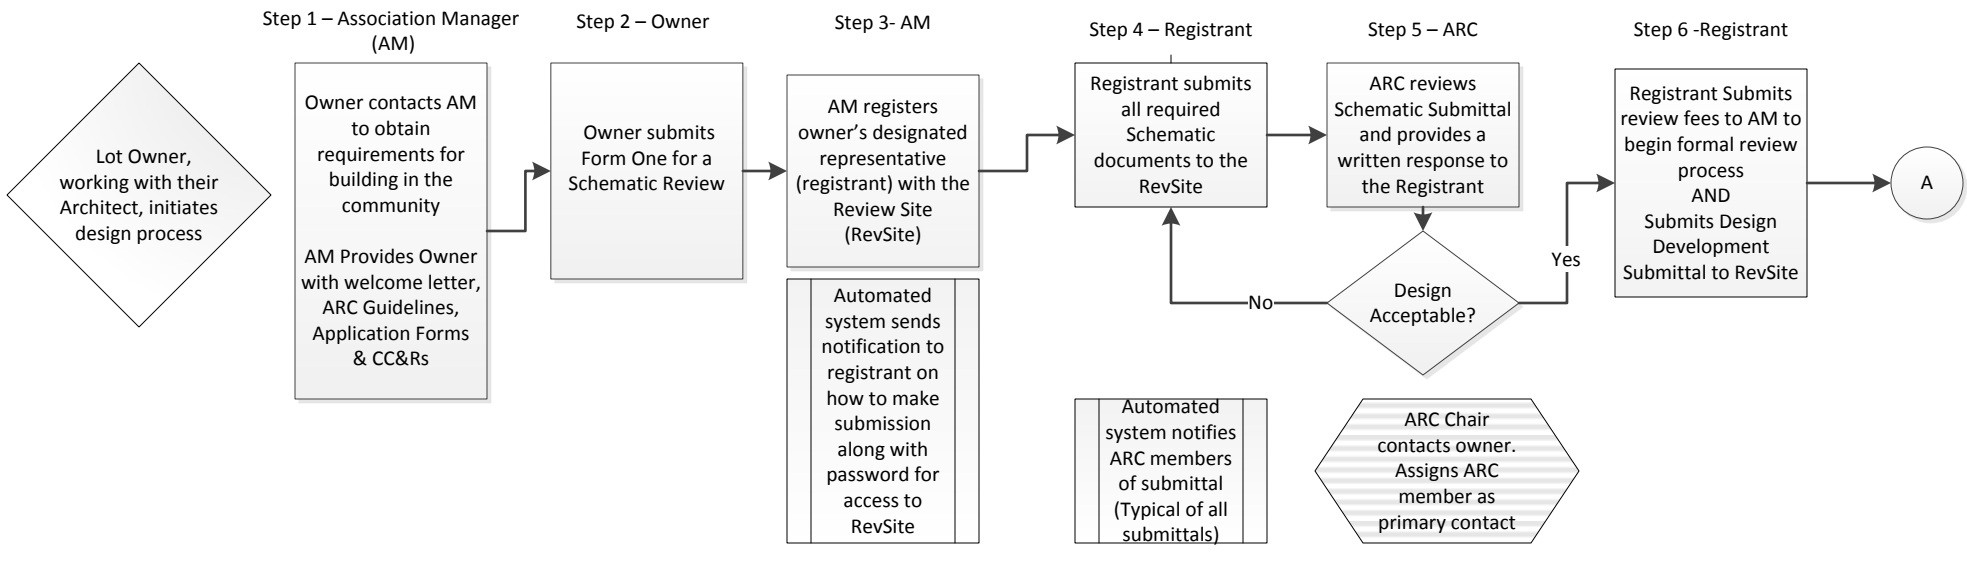 Lot Owner,
working with their
Architect, initiates
design process
Step 1 – Association Manager
(AM)
Owner contacts AM
to obtain
requirements for
building in the
community
AM Provides Owner
with welcome letter,
ARC Guidelines,
Application Forms
& CC&Rs
Step 2 – Owner
Owner submits
Form One for a
Schematic Review
Step 3- AM
AM registers
owner's designated
representative
(registrant) with the
Review Site
(RevSite)
Automated
system sends
notification to
registrant on
how to make
submission
along with
password for
access to
RevSite
Step 4 – Registrant
Registrant submits
all required
Schematic
documents to the
RevSite
Automated
system notifies
ARC members
of submittal
(Typical of all
submittals)
Step 5 – ARC
ARC reviews
Schematic Submittal
and provides a
written response to
the Registrant
Design
Acceptable?
No
Yes
ARC Chair
contacts owner.
Assigns ARC
member as
primary contact
Step 6 -Registrant
Registrant Submits
review fees to AM to
begin formal review
process
AND
Submits Design
Development
Submittal to RevSite
A